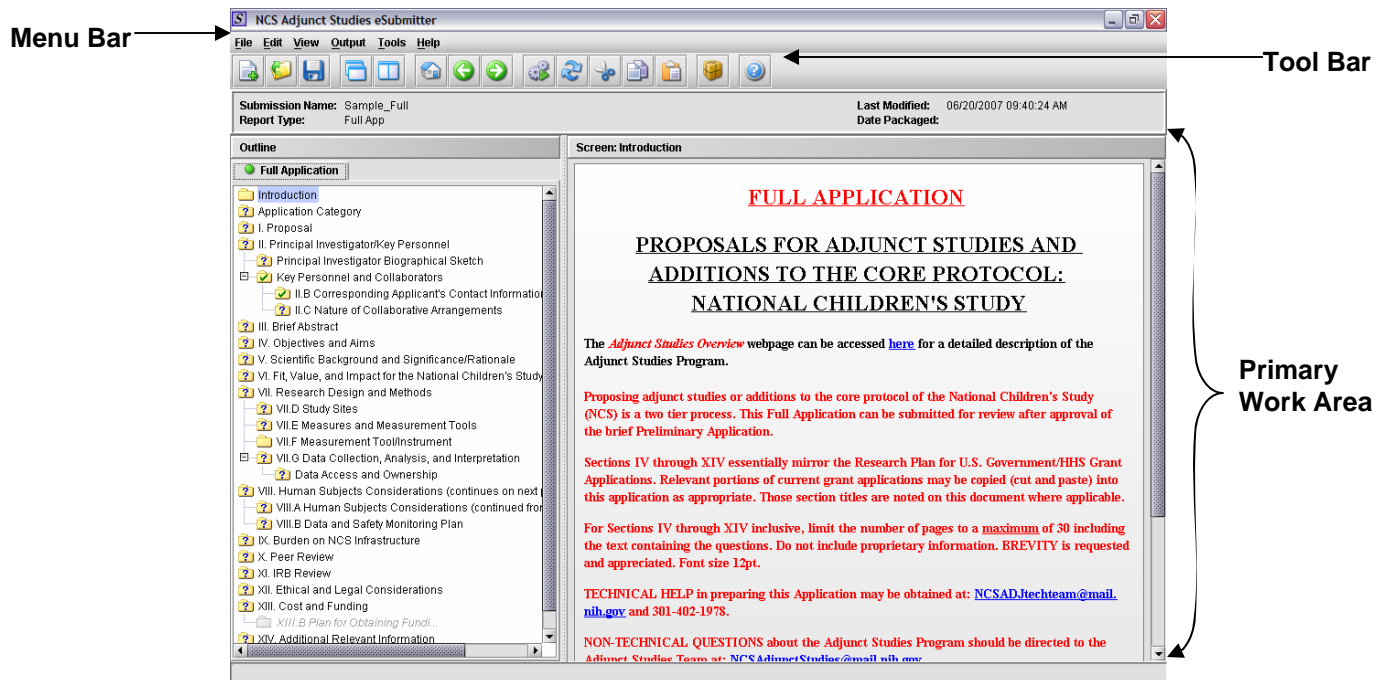 NCS Adjunct Studies eSubmitter
Menu Bar
File Edit View Output Tools Help
Tool Bar
Submission Name: Sample_Full
Last Modified: 06/20/2007 09:40:24 AM
Report Type: Full App
Date Packaged:
Outline
Screen: Introduction
Full Application
Introduction
Application Category
I. Proposal
II. Principal Investigator/Key Personnel
Principal Investigator Biographical Sketch
Key Personnel and Collaborators
II.B Corresponding Applicant's Contact Information
II.C Nature of Collaborative Arrangements
III. Brief Abstract
IV. Objectives and Aims
V. Scientific Background and Significance/Rationale
VI. Fit, Value, and Impact for the National Children's Study
VII. Research Design and Methods
VII.D Study Sites
VII.E Measures and Measurement Tools
VII.F Measurement Tool/Instrument
VII.G Data Collection, Analysis, and Interpretation
Data Access and Ownership
VIII. Human Subjects Considerations (continues on next
VIII.A Human Subjects Considerations (continued fro
VIII.B Data and Safety Monitoring Plan
IX. Burden on NCS Infrastructure
X. Peer Review
XI. IRB Review
XII. Ethical and Legal Considerations
XIII. Cost and Funding
XIII.B Plan for Obtaining Fundi...
XIV. Additional Relevant Information
FULL APPLICATION
PROPOSALS FOR ADJUNCT STUDIES AND
ADDITIONS TO THE CORE PROTOCOL:
NATIONAL CHILDREN'S STUDY
The Adjunct Studies Overview webpage can be accessed here for a detailed description of the
Adjunct Studies Program.
Proposing adjunct studies or additions to the core protocol of the National Children's Study
(NCS) is a two tier process. This Full Application can be submitted for review after approval of
the brief Preliminary Application.
Sections IV through XIV essentially mirror the Research Plan for U.S. Government/HHS Grant
Applications. Relevant portions of current grant applications may be copied (cut and paste) into
this application as appropriate. Those section titles are noted on this document where applicable.
For Sections IV through XIV inclusive, limit the number of pages to a maximum of 30 including
the text containing the questions. Do not include proprietary information. BREVITY is requested
and appreciated. Font size 12pt.
TECHNICAL HELP in preparing this Application may be obtained at: NCSADJtechteam@mail.
nih.gov and 301-402-1978.
NON-TECHNICAL QUESTIONS about the Adjunct Studies Program should be directed to the
Adjunct Studies Team at: NCSAdjunctStudies@mail.nih.gov
Primary
Work Area